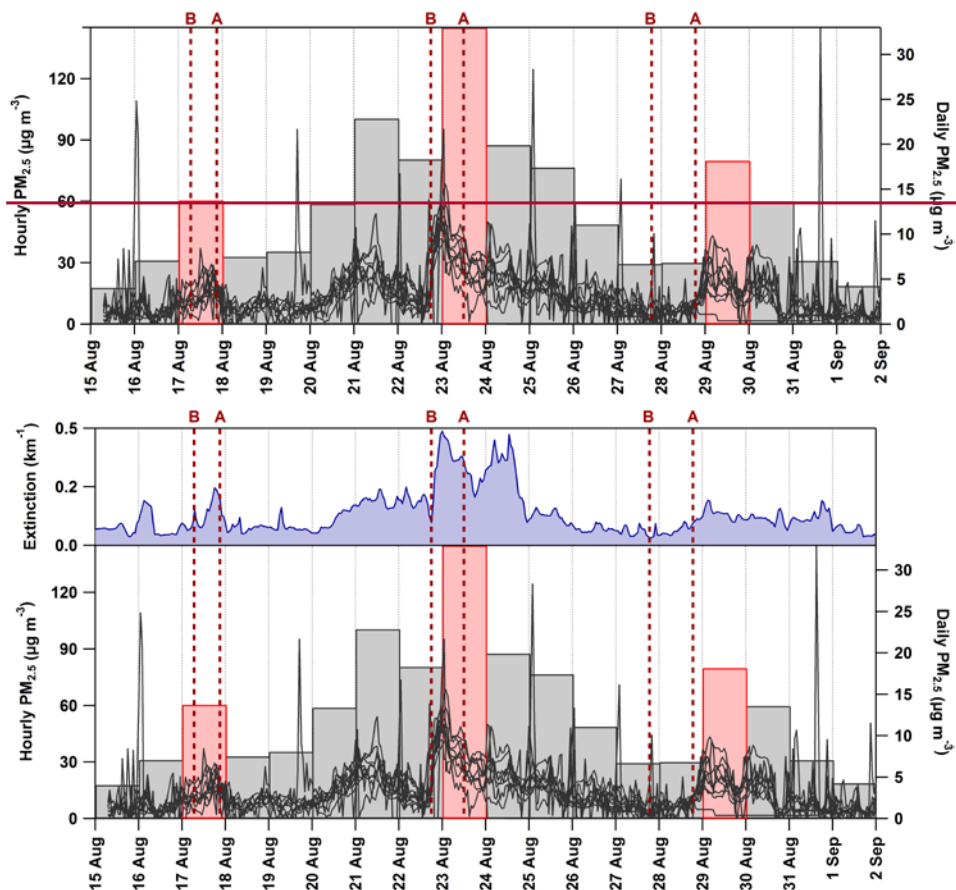 B A B A B A
Hourly PM2.5 (µg m-3)
120
90
60
30
0
Daily PM2.5 (µg m-3)
30
25
20
15
10
5
0
15 Aug
16 Aug
17 Aug
18 Aug
19 Aug
20 Aug
21 Aug
22 Aug
23 Aug
24 Aug
25 Aug
26 Aug
27 Aug
28 Aug
29 Aug
30 Aug
31 Aug
1 Sep
2 Sep
B A B A B A
Extinction (km-1)
0.5
0.2
0.0
Hourly PM2.5 (µg m-3)
120
90
60
30
0
Daily PM2.5 (µg m-3)
30
25
20
15
10
5
0
15 Aug
16 Aug
17 Aug
18 Aug
19 Aug
20 Aug
21 Aug
22 Aug
23 Aug
24 Aug
25 Aug
26 Aug
27 Aug
28 Aug
29 Aug
30 Aug
31 Aug
1 Sep
2 Sep